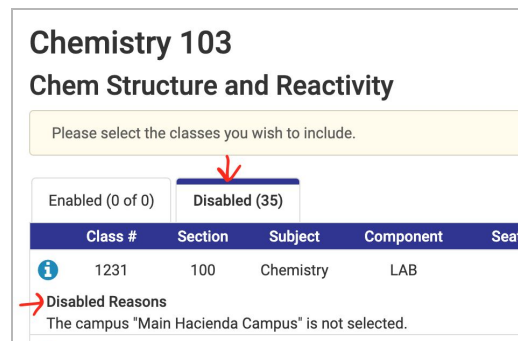 Chemistry 103
Chem Structure and Reactivity
Please select the classes you wish to include.
Enabled (0 of 0) Disabled (35)
Class # Section Subject Component
1231 100 Chemistry LAB
Disabled Reasons
The campus "Main Hacienda Campus" is not selected.